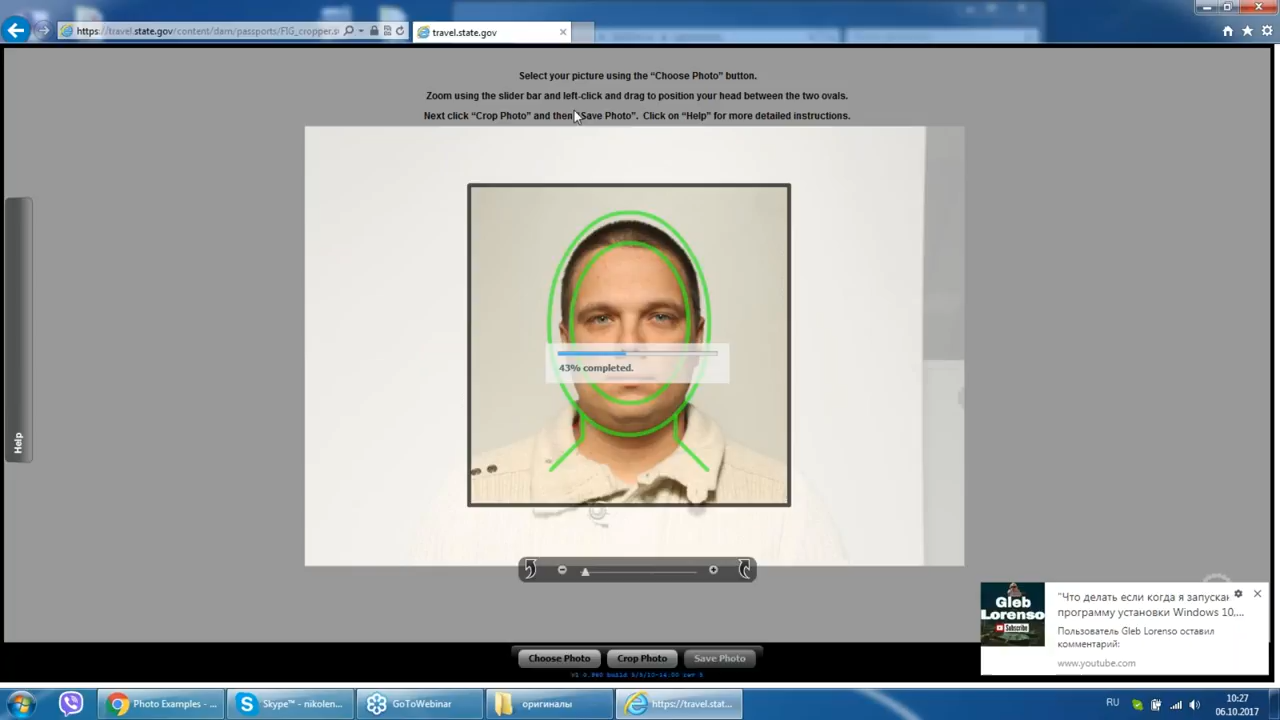 https://travel.state.gov/content/dam/passports/FIG_cropper.s
travel.state.gov
Select your picture using the “Choose Photo” button.
Zoom using the slider bar and left-click and drag to position your head between the two ovals.
Next click “Crop Photo” and then “Save Photo”. Click on “Help” for more detailed instructions.
43% completed.
Help
Gleb
Lorenso
Subscribe
"Что делать если когда я запускаю
программу установки Windows 10,...
Пользователь Gleb Lorenso оставил
комментарий:
www.youtube.com
Choose Photo
Crop Photo
Save Photo
Photo Examples - ...
Skype™ - nikolen...
GoToWebinar
оригиналы
https://travel.stat...
RU
10:27
06.10.2017